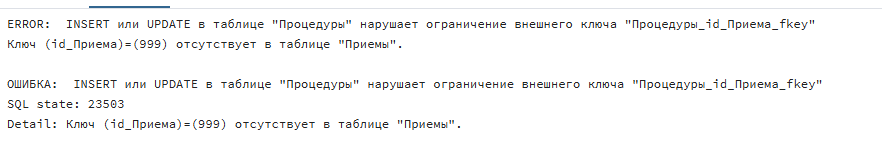 ERROR:  INSERT или UPDATE в таблице "Процедуры" нарушает ограничение внешнего ключа "Процедуры_id_Приема_fkey"
Ключ (id_Приема)=(999) отсутствует в таблице "Приемы".
ОШИБКА:  INSERT или UPDATE в таблице "Процедуры" нарушает ограничение внешнего ключа "Процедуры_id_Приема_fkey"
SQL state: 23503
Detail: Ключ (id_Приема)=(999) отсутствует в таблице "Приемы".